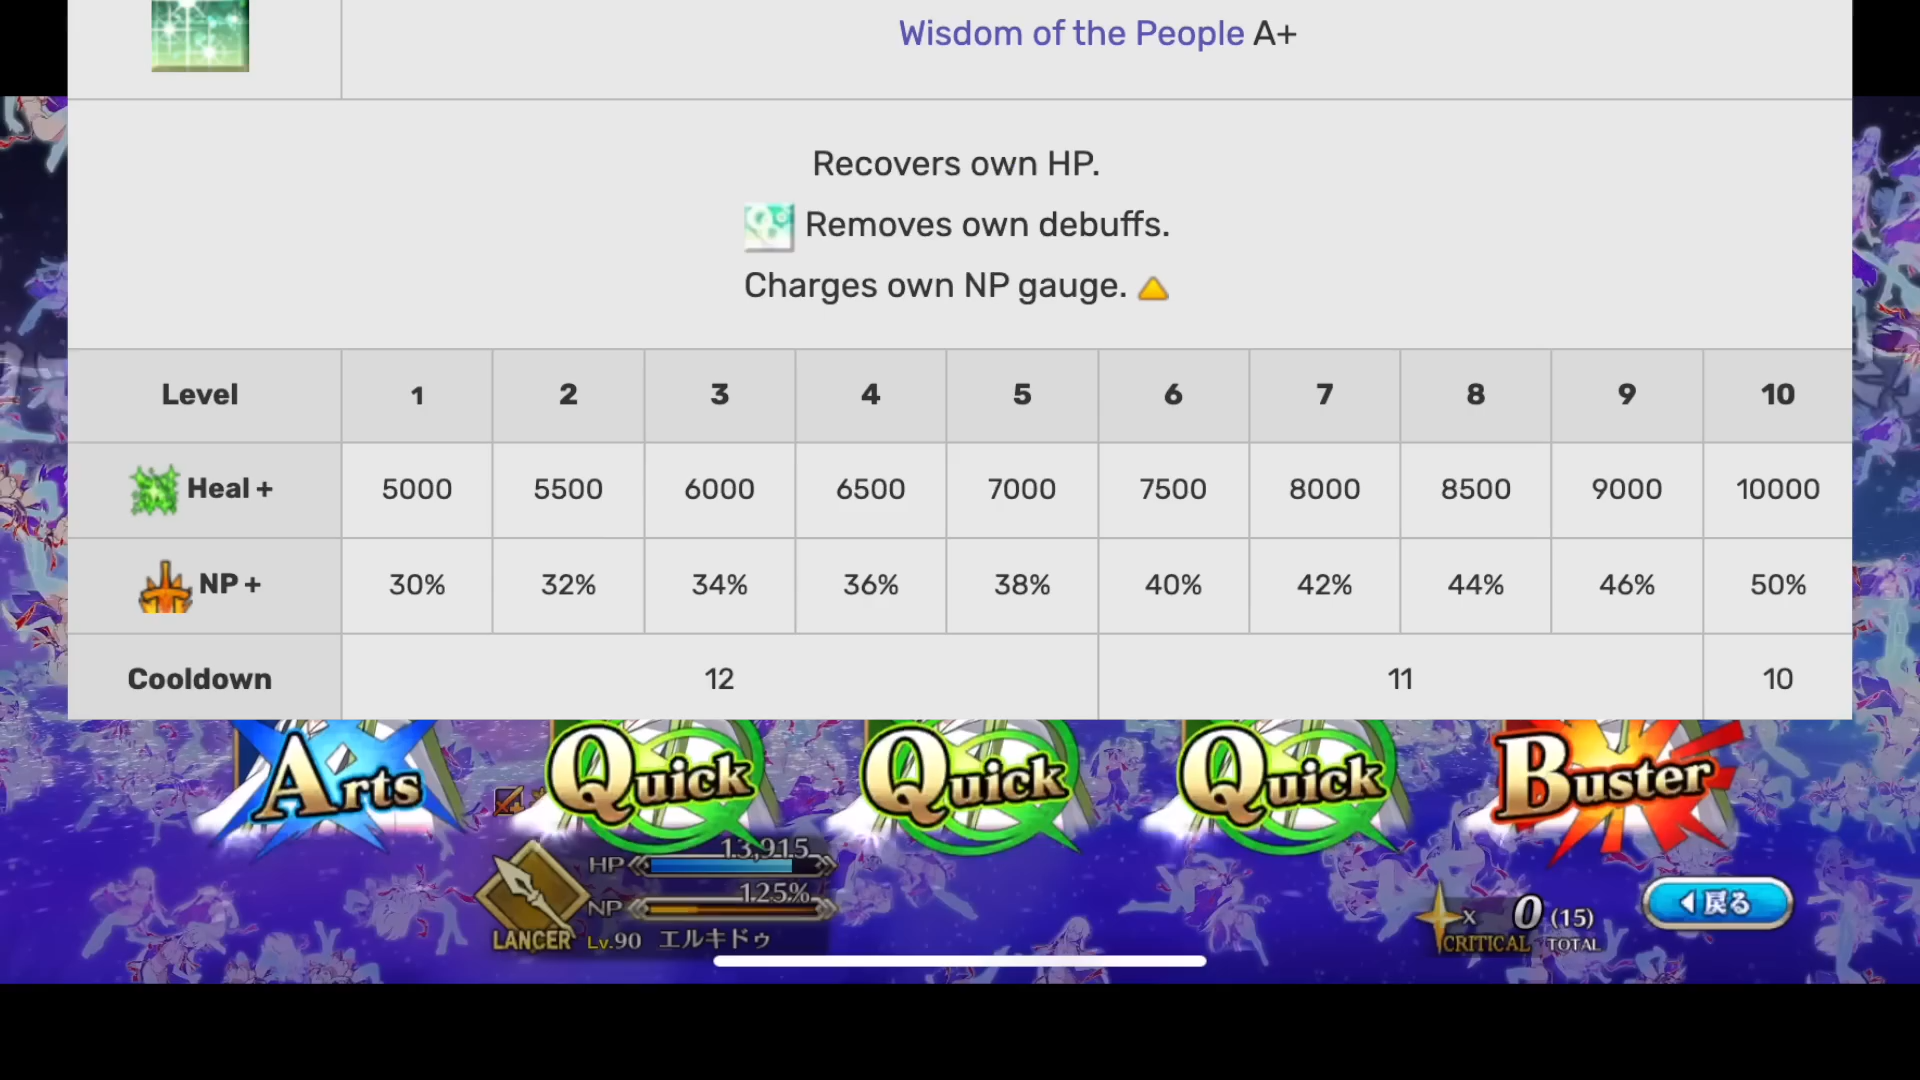 Wisdom of the People A+
Recovers own HP.
Removes own debuffs.
Charges own NP gauge.
Level 1 2 3 4 5 6 7 8 9 10
Heal + 5000 5500 6000 6500 7000 7500 8000 8500 9000 10000
NP + 30% 32% 34% 36% 38% 40% 42% 44% 46% 50%
Cooldown 12 11 10
Arts Quick Quick Quick Buster
HP 13,915
NP 125%
LANCER Lv.90 エルキドゥ
x 0 (15)
CRITICAL TOTAL
戻る